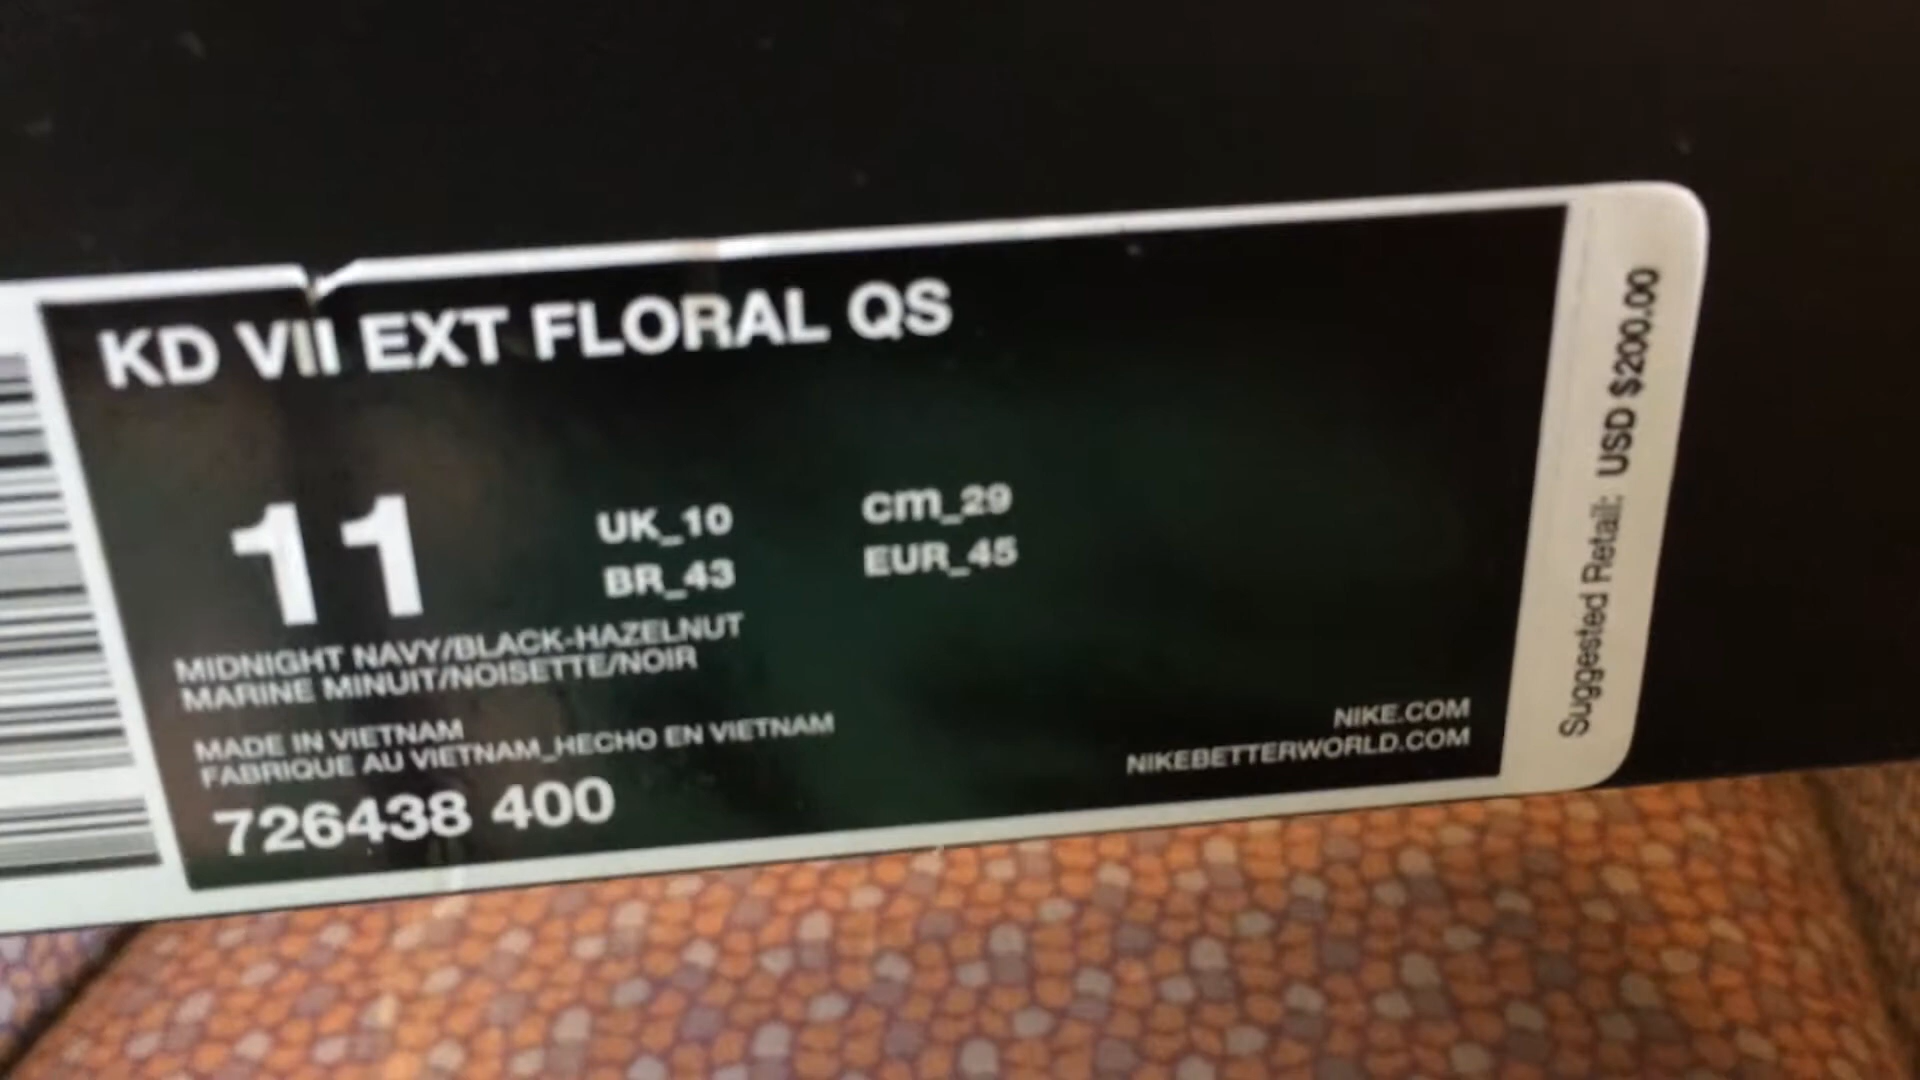 KD VII EXT FLORAL QS
11
UK_10
cm_29
BR_43
EUR_45
MIDNIGHT NAVY/BLACK-HAZELNUT
MARINE MINUIT/NOISETTE/NOIR
MADE IN VIETNAM
FABRIQUE AU VIETNAM_HECHO EN VIETNAM
726438 400
NIKE.COM
NIKEBETTERWORLD.COM
Suggested Retail: USD $200.00